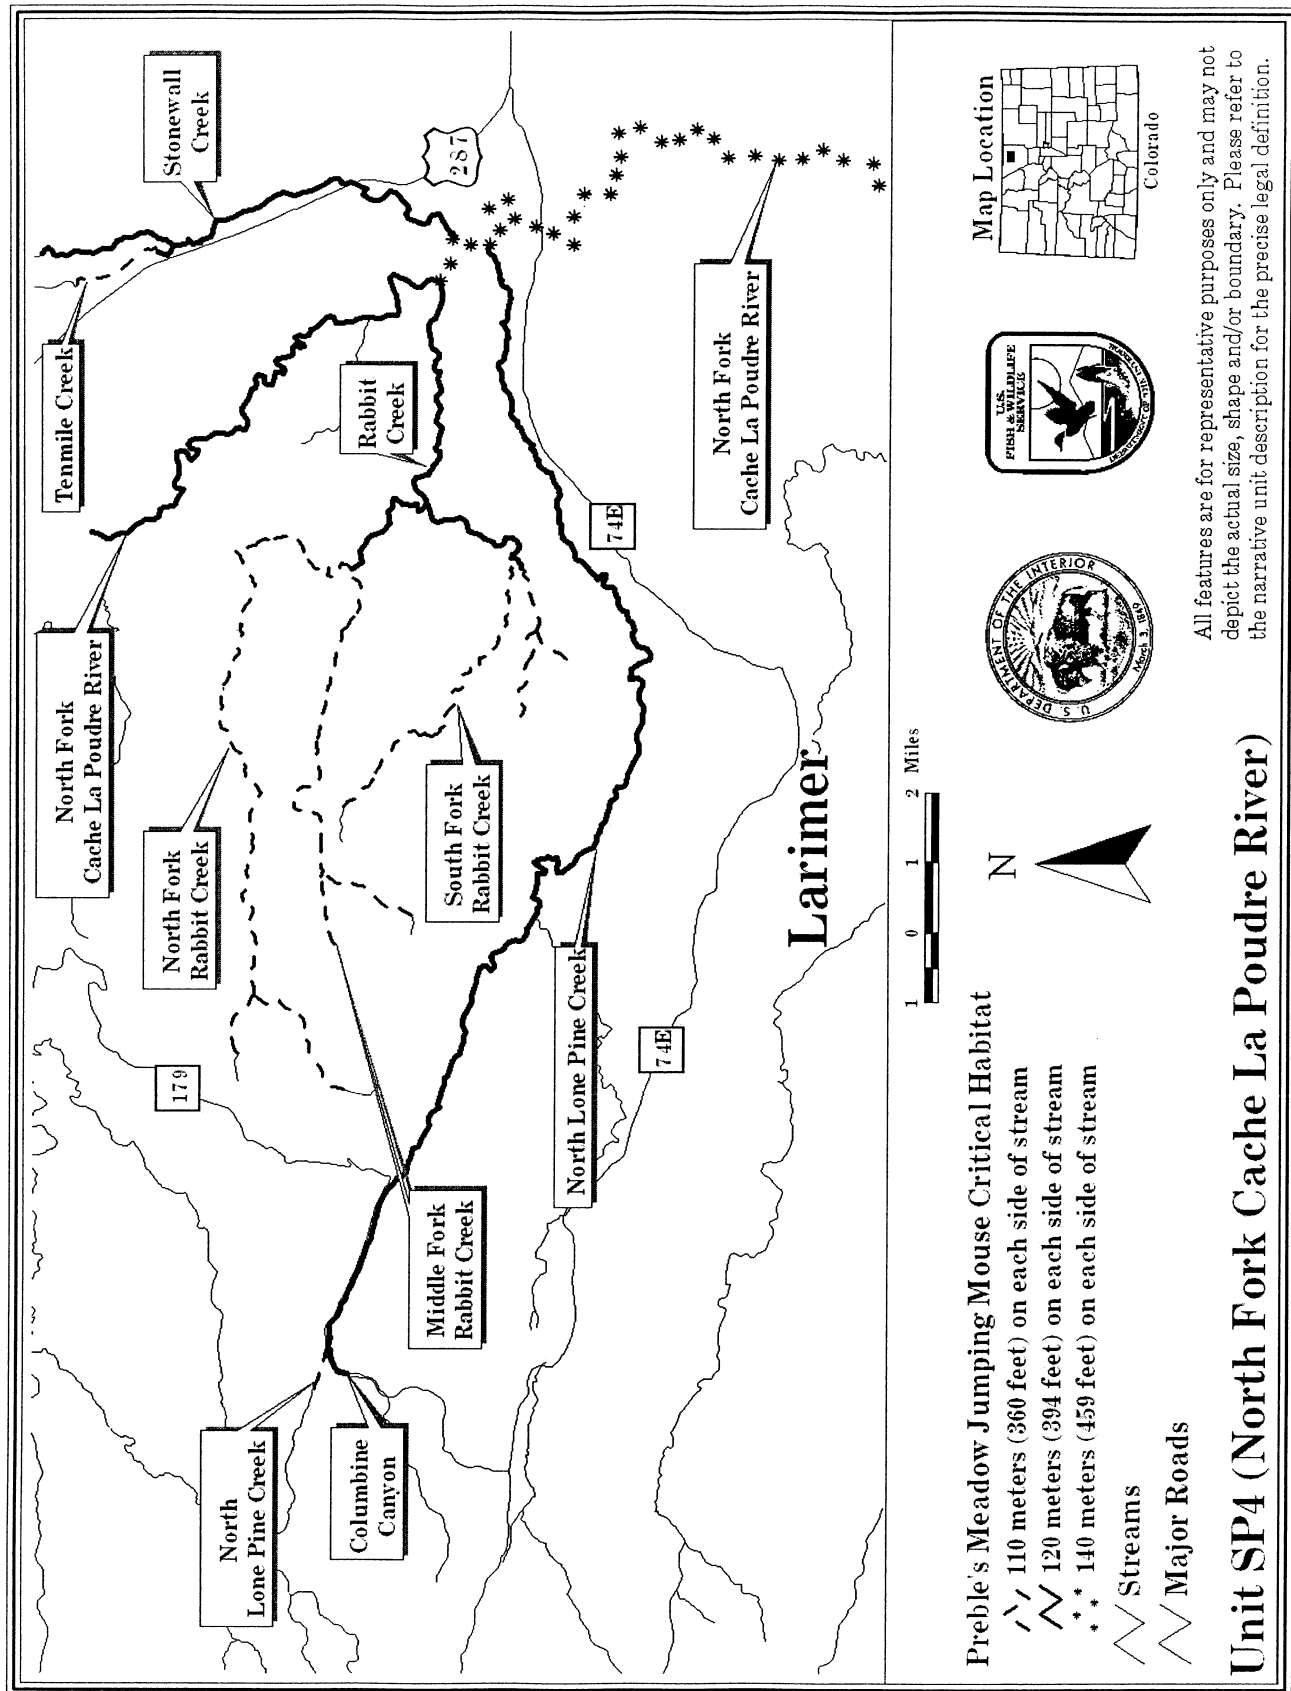 North
Lone Pine Creek
Columbine
Canyon
179
North Fork
Cache La Poudre River
North Fork
Rabbit Creek
Middle Fork
Rabbit Creek
South Fork
Rabbit Creek
Tenmile Creek
Rabbit
Creek
Stonewall
Creek
287
North Lone Pine Creek
74E
74E
North Fork
Cache La Poudre River
Larimer
Preble's Meadow Jumping Mouse Critical Habitat
110 meters (360 feet) on each side of stream
120 meters (394 feet) on each side of stream
140 meters (459 feet) on each side of stream
Streams
Major Roads
1 0 1 2 Miles
N
U.S. DEPARTMENT OF THE INTERIOR
March 3, 1849
U.S.
FISH & WILDLIFE
SERVICE
DEPARTMENT OF THE INTERIOR
Map Location
Colorado
All features are for representative purposes only and may not
depict the actual size, shape and/or boundary. Please refer to
the narrative unit description for the precise legal definition.
Unit SP4 (North Fork Cache La Poudre River)